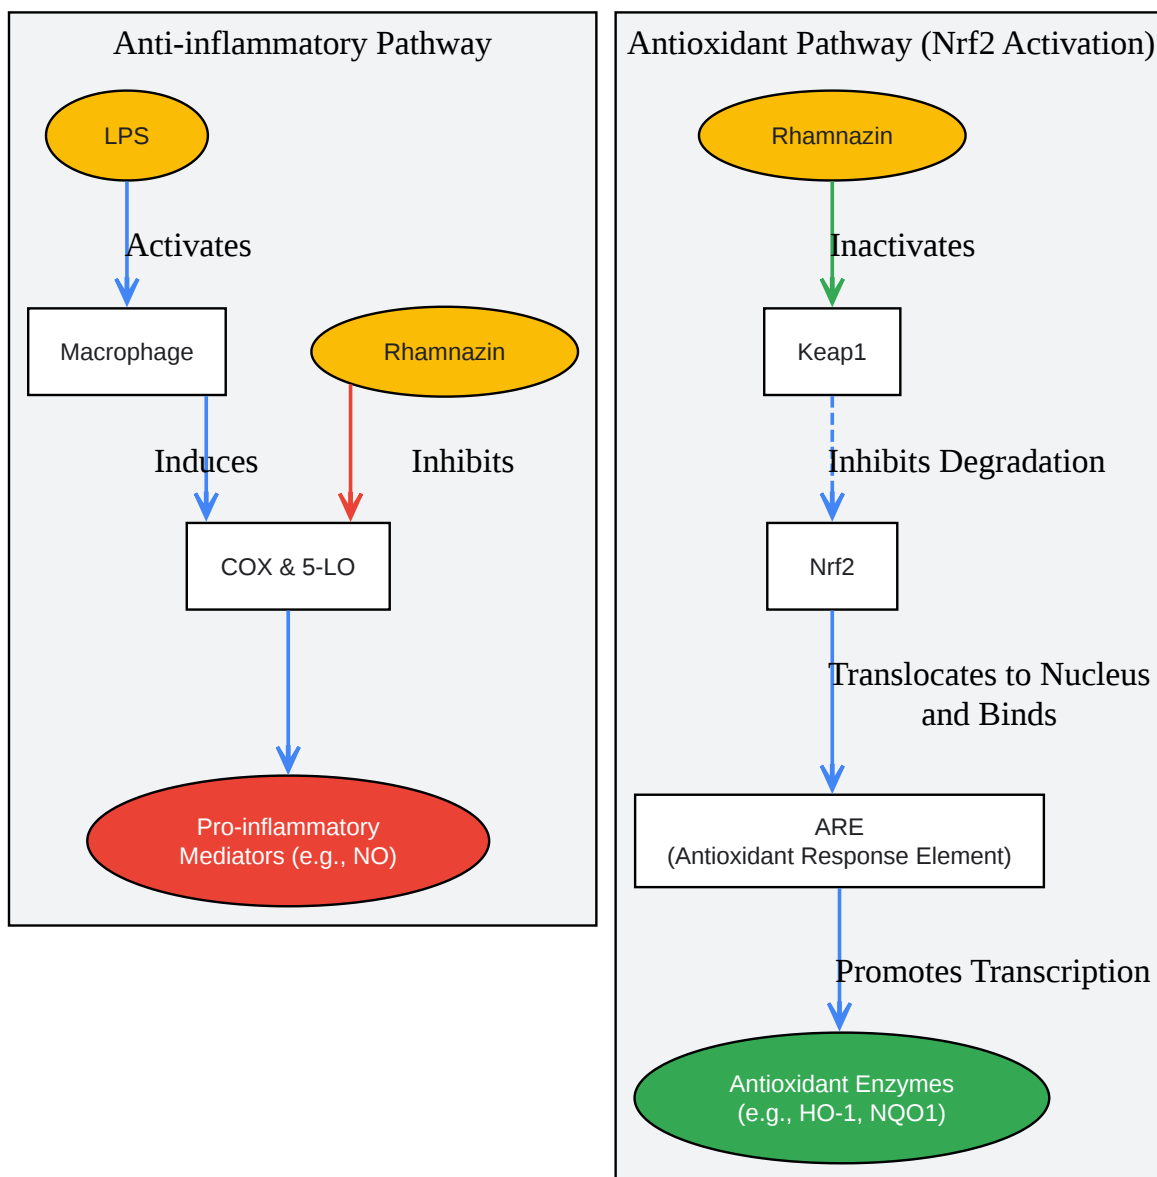 Anti-inflammatory Pathway
LPS
Activates
Macrophage
Rhamnazin
Induces
Inhibits
COX & 5-LO
Pro-inflammatory
Mediators (e.g., NO)
Antioxidant Pathway (Nrf2 Activation)
Rhamnazin
Inactivates
Keap1
Inhibits Degradation
Nrf2
Translocates to Nucleus
and Binds
ARE
(Antioxidant Response Element)
Promotes Transcription
Antioxidant Enzymes
(e.g., HO-1, NQO1)